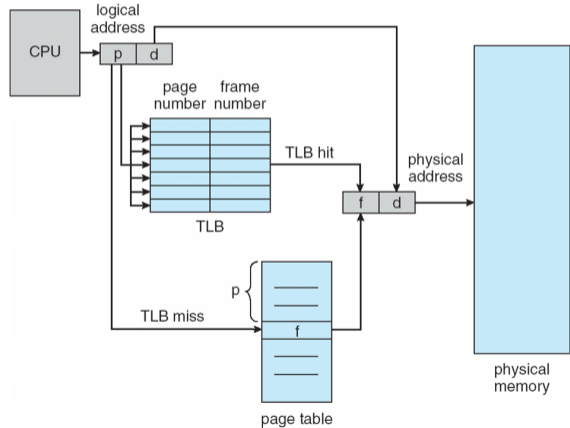 logical
address
CPU
p d
page frame
number number
TLB hit
physical
address
f d
TLB
p
TLB miss
f
physical
memory
page table